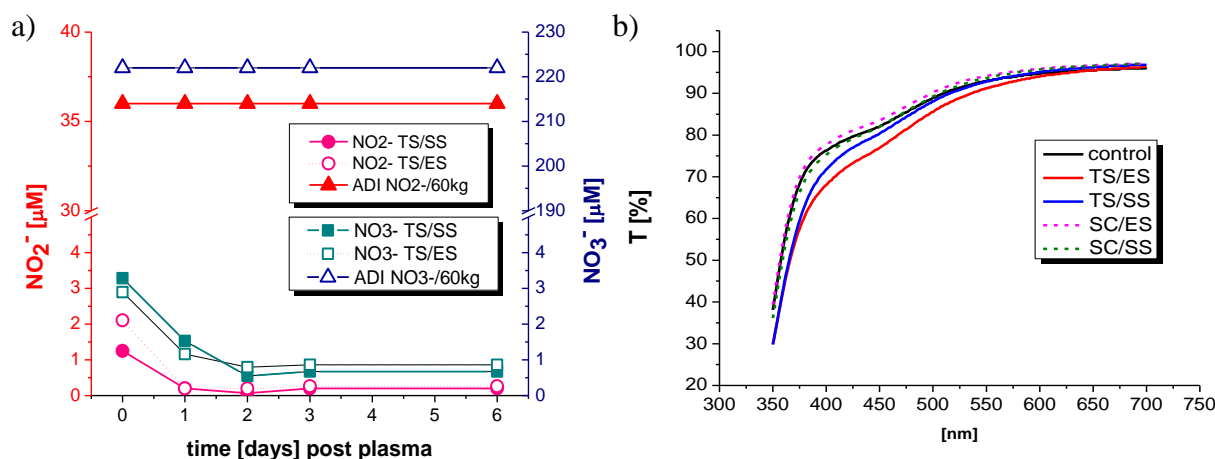 a)
40
35
30
4
3
2
1
0
NO2- [µM]
230
220
210
200
190
4
3
2
1
0
NO3- [µM]
NO2- TS/SS
NO2- TS/ES
ADI NO2-/60kg
NO3- TS/SS
NO3- TS/ES
ADI NO3-/60kg
0 1 2 3 4 5 6
time [days] post plasma
b)
100
90
80
70
60
50
40
30
20
T [%]
control
TS/ES
TS/SS
SC/ES
SC/SS
300 350 400 450 500 550 600 650 700 750
[nm]